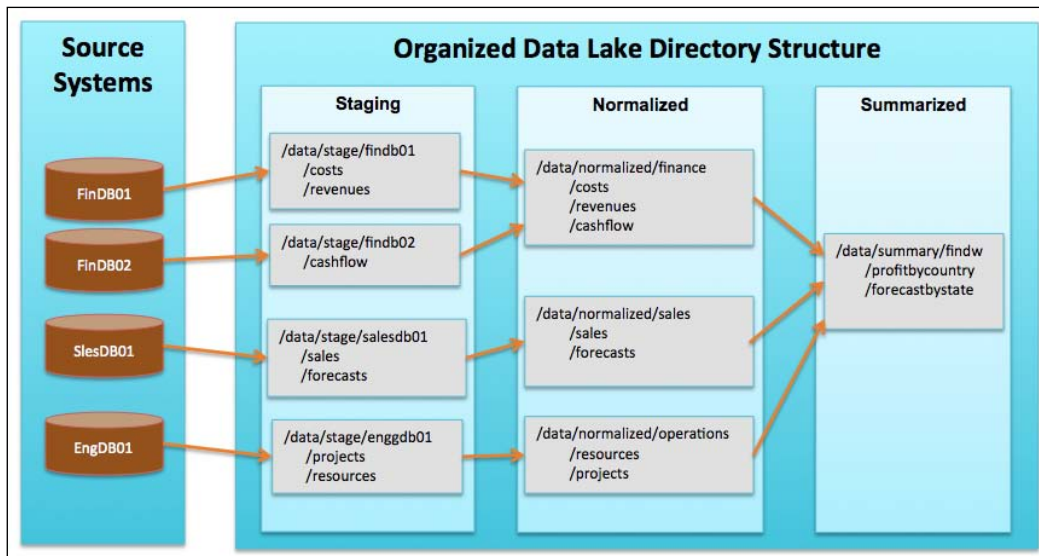 Source
Systems
FinDB01
FinDB02
SlesDB01
EngDB01
Organized Data Lake Directory Structure
Staging
/data/stage/findb01
/costs
/revenues
/data/stage/findb02
/cashflow
/data/stage/salesdb01
/sales
/forecasts
/data/stage/enggdb01
/projects
/resources
Normalized
/data/normalized/finance
/costs
/revenues
/cashflow
/data/normalized/sales
/sales
/forecasts
/data/normalized/operations
/resources
/projects
Summarized
/data/summary/findw
/profitbycountry
/forecastbystate